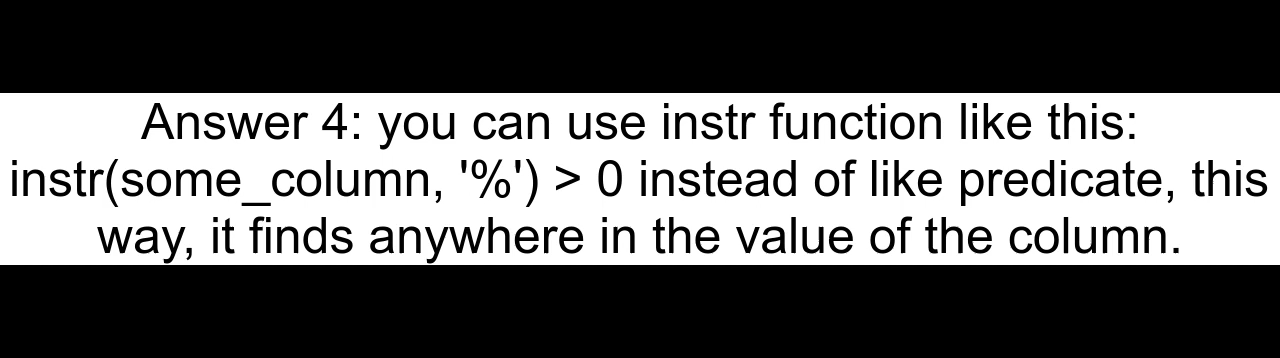 Answer 4: you can use instr function like this:
instr(some_column, '%') > 0 instead of like predicate, this
way, it finds anywhere in the value of the column.